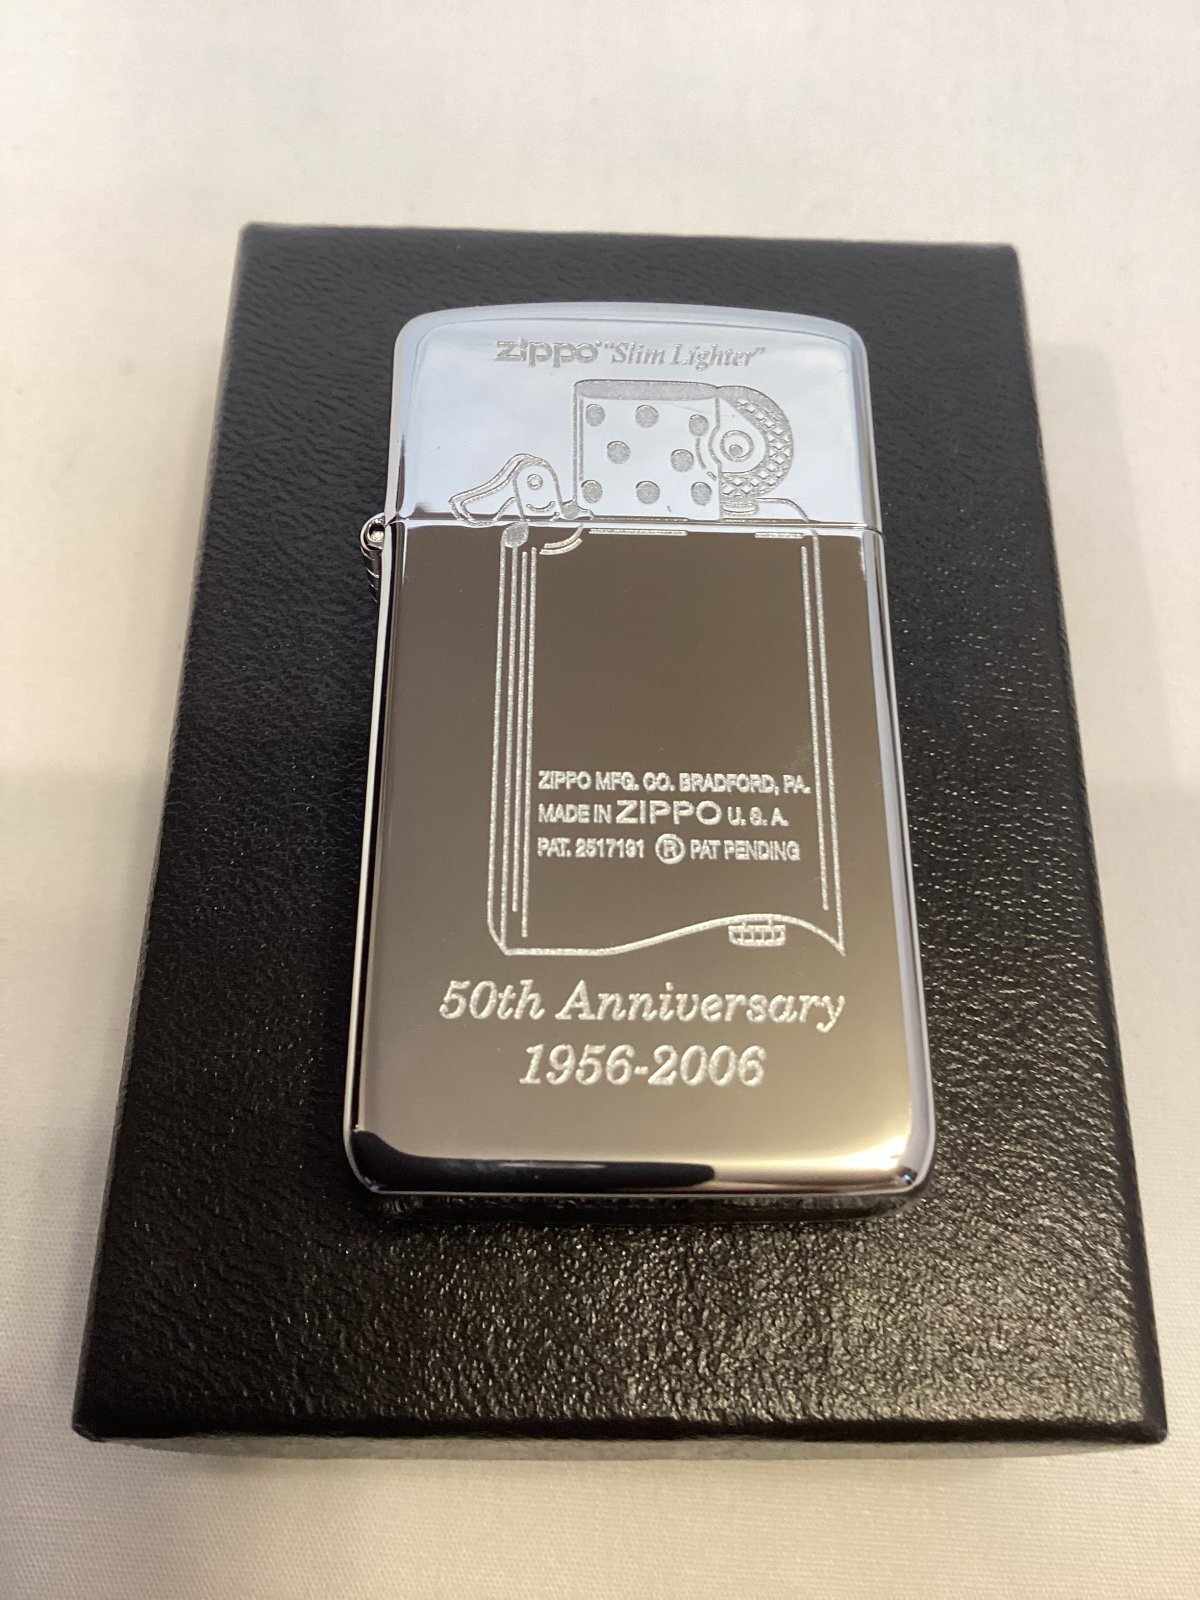 Zippo® "Slim Lighter"
ZIPPO MFG. CO. BRADFORD, PA.
MADE IN ZIPPO U. S. A.
PAT. 2517191 ® PAT PENDING
50th Anniversary
1956-2006